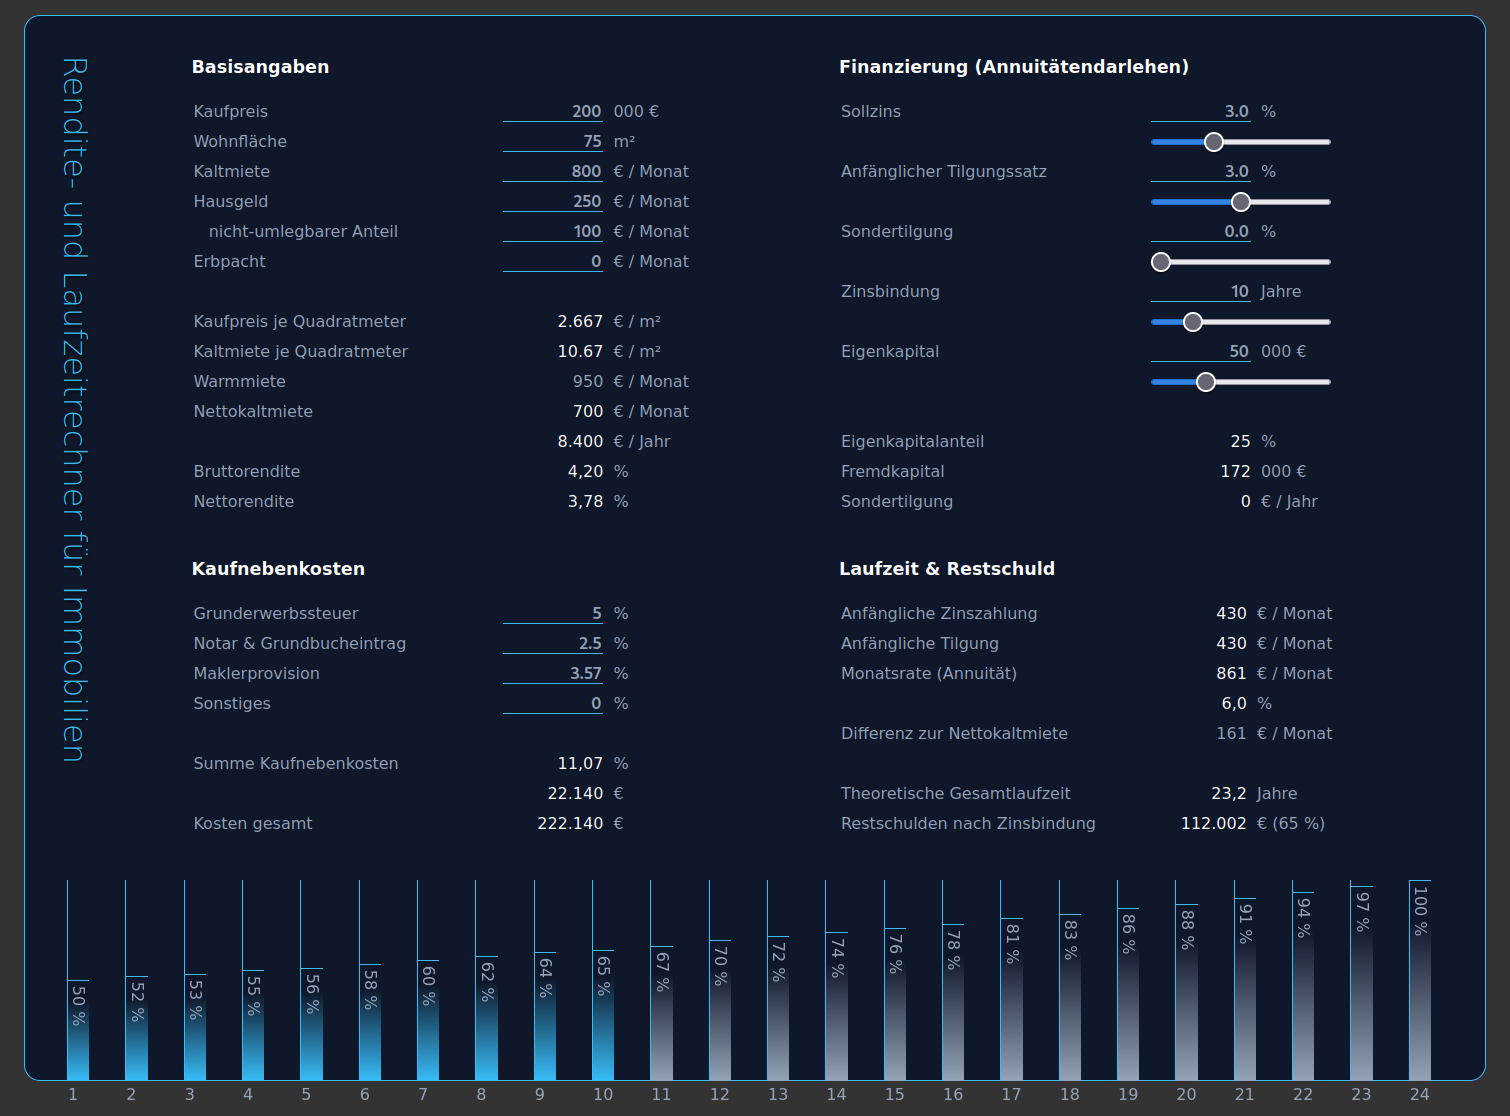 Rendite- und Laufzeitrechner für Immobilien
Basisangaben
Kaufpreis 200 000 €
Wohnfläche 75 m²
Kaltmiete 800 € / Monat
Hausgeld 250 € / Monat
nicht-umlegbarer Anteil 100 € / Monat
Erbpacht 0 € / Monat
Kaufpreis je Quadratmeter 2.667 € / m²
Kaltmiete je Quadratmeter 10.67 € / m²
Warmmiete 950 € / Monat
Nettokaltmiete 700 € / Monat
8.400 € / Jahr
Bruttorendite 4,20 %
Nettorendite 3,78 %
Finanzierung (Annuitätendarlehen)
Sollzins 3.0 %
Anfänglicher Tilgungssatz 3.0 %
Sondertilgung 0.0 %
Zinsbindung 10 Jahre
Eigenkapital 50 000 €
Eigenkapitalanteil 25 %
Fremdkapital 172 000 €
Sondertilgung 0 € / Jahr
Kaufnebenkosten
Grunderwerbssteuer 5 %
Notar & Grundbucheintrag 2.5 %
Maklerprovision 3.57 %
Sonstiges 0 %
Summe Kaufnebenkosten 11,07 %
22.140 €
Kosten gesamt 222.140 €
Laufzeit & Restschuld
Anfängliche Zinszahlung 430 € / Monat
Anfängliche Tilgung 430 € / Monat
Monatsrate (Annuität) 861 € / Monat
6,0 %
Differenz zur Nettokaltmiete 161 € / Monat
Theoretische Gesamtlaufzeit 23,2 Jahre
Restschulden nach Zinsbindung 112.002 € (65 %)
50 % 52 % 53 % 55 % 56 % 58 % 60 % 62 % 64 % 65 % 67 % 70 % 72 % 74 % 76 % 78 % 81 % 83 % 86 % 88 % 91 % 94 % 97 % 100 %
1 2 3 4 5 6 7 8 9 10 11 12 13 14 15 16 17 18 19 20 21 22 23 24